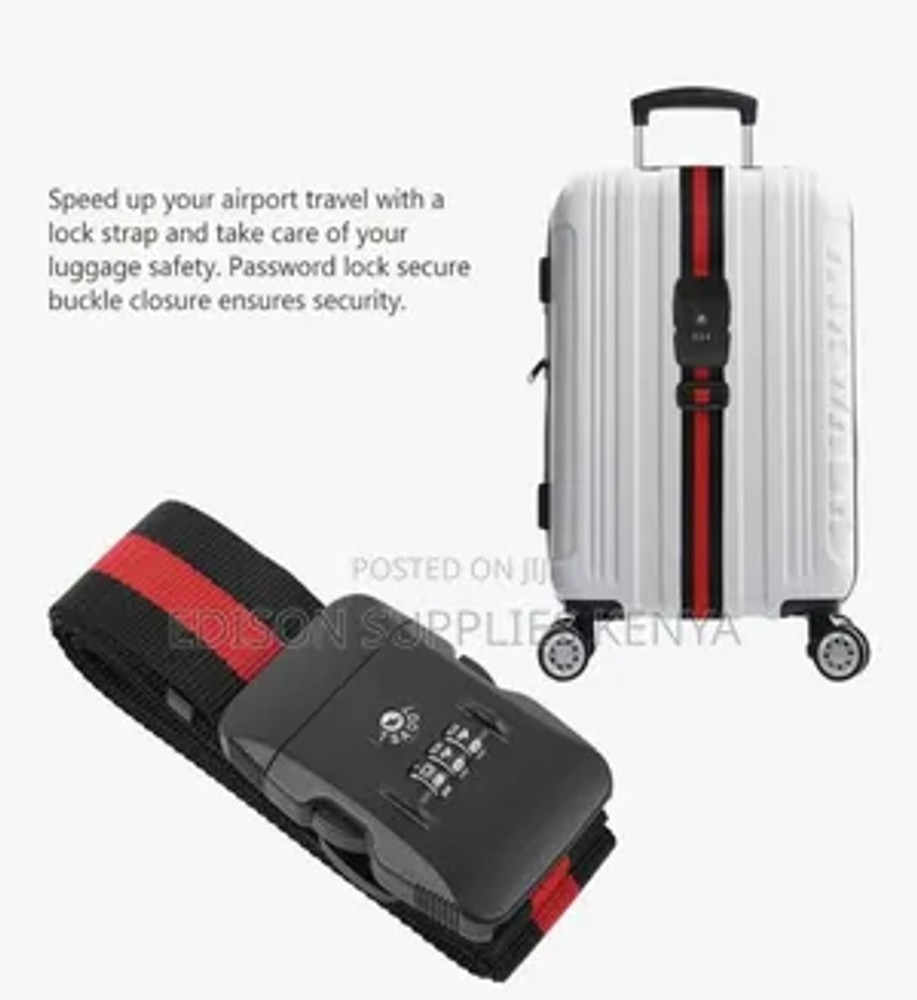 Speed up your airport travel with a
lock strap and take care of your
luggage safety. Password lock secure
buckle closure ensures security.
POSTED ON JIJI
EDISON SUPPLIES KENYA